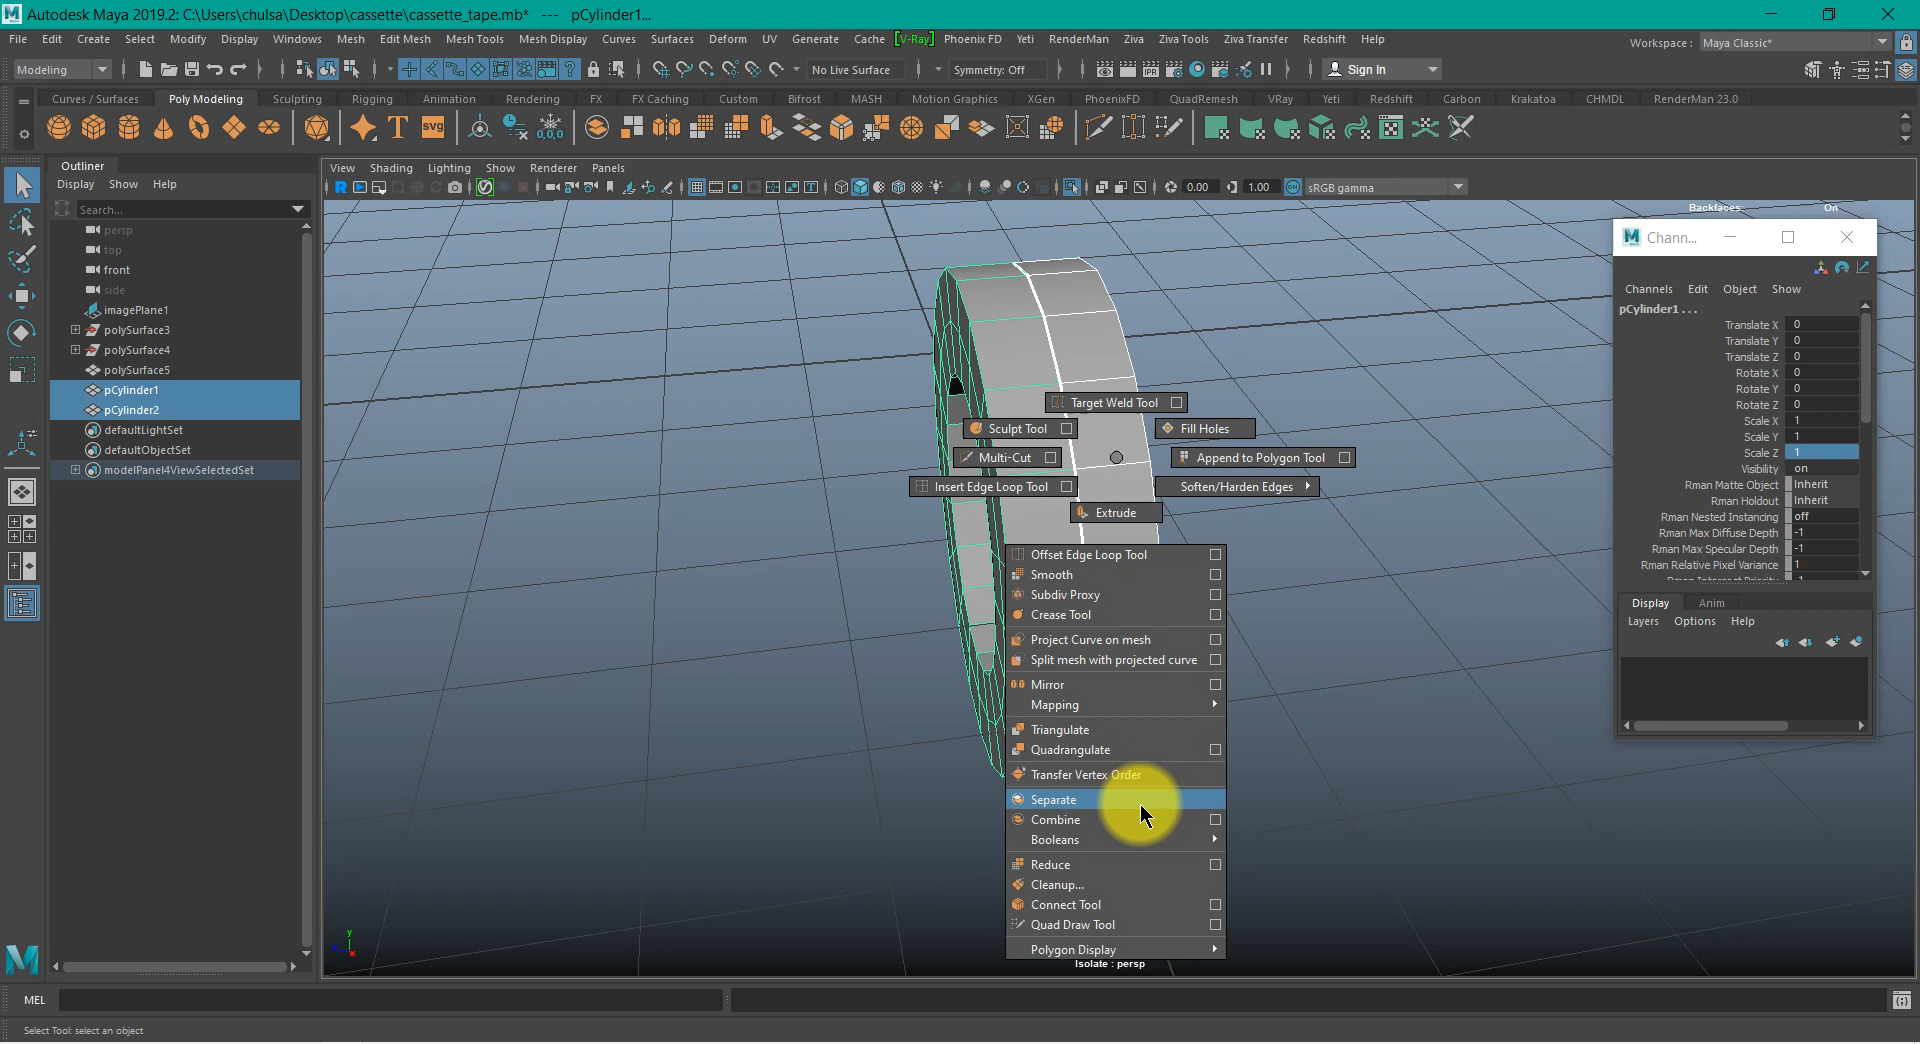 Autodesk Maya 2019.2: C:\Users\chulsa\Desktop\cassette\cassette_tape.mb* --- pCylinder1...
File Edit Create Select Modify Display Windows Mesh Edit Mesh Mesh Tools Mesh Display Curves Surfaces Deform UV Generate Cache [V-Ray] Phoenix FD Yeti RenderMan Ziva Ziva Tools Ziva Transfer Redshift Help
Workspace : Maya Classic*
Modeling No Live Surface Symmetry: Off Sign In
Curves / Surfaces Poly Modeling Sculpting Rigging Animation Rendering FX FX Caching Custom Bifrost MASH Motion Graphics XGen PhoenixFD QuadRemesh VRay Yeti Redshift Carbon Krakatoa CHMDL RenderMan 23.0
SVG
0,0,0
IPR
Outliner
Display Show Help
Search...
persp
top
front
side
imagePlane1
polySurface3
polySurface4
polySurface5
pCylinder1
pCylinder2
defaultLightSet
defaultObjectSet
modelPanel4ViewSelectedSet
View Shading Lighting Show Renderer Panels
0.00 1.00 sRGB gamma
Backfaces: On
Target Weld Tool
Sculpt Tool
Fill Holes
Multi-Cut
Append to Polygon Tool
Insert Edge Loop Tool
Soften/Harden Edges
Extrude
Offset Edge Loop Tool
Smooth
Subdiv Proxy
Crease Tool
Project Curve on mesh
Split mesh with projected curve
Mirror
Mapping
Triangulate
Quadrangulate
Transfer Vertex Order
Separate
Combine
Booleans
Reduce
Cleanup...
Connect Tool
Quad Draw Tool
Polygon Display
Isolate : persp
y
Chann...
Channels Edit Object Show
pCylinder1 . . .
Translate X 0
Translate Y 0
Translate Z 0
Rotate X 0
Rotate Y 0
Rotate Z 0
Scale X 1
Scale Y 1
Scale Z 1
Visibility on
Rman Matte Object Inherit
Rman Holdout Inherit
Rman Nested Instancing off
Rman Max Diffuse Depth -1
Rman Max Specular Depth -1
Rman Relative Pixel Variance 1
Rman Intersect Priority
Display Anim
Layers Options Help
MEL
Select Tool: select an object